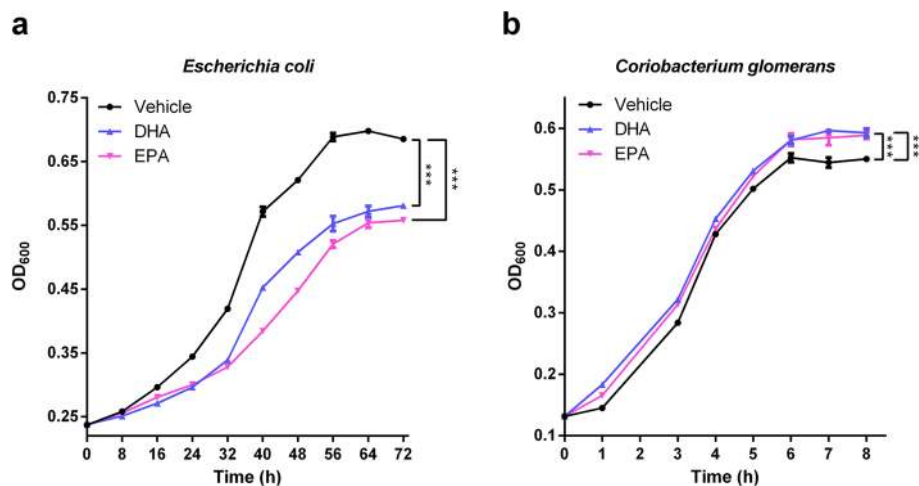 a
Escherichia coli
0.75
0.65
0.55
0.45
0.35
0.25
OD600
Vehicle
DHA
EPA
***
***
0 8 16 24 32 40 48 56 64 72
Time (h)
b
Coriobacterium glomerans
0.6
0.5
0.4
0.3
0.2
0.1
OD600
Vehicle
DHA
EPA
***
***
0 1 2 3 4 5 6 7 8
Time (h)